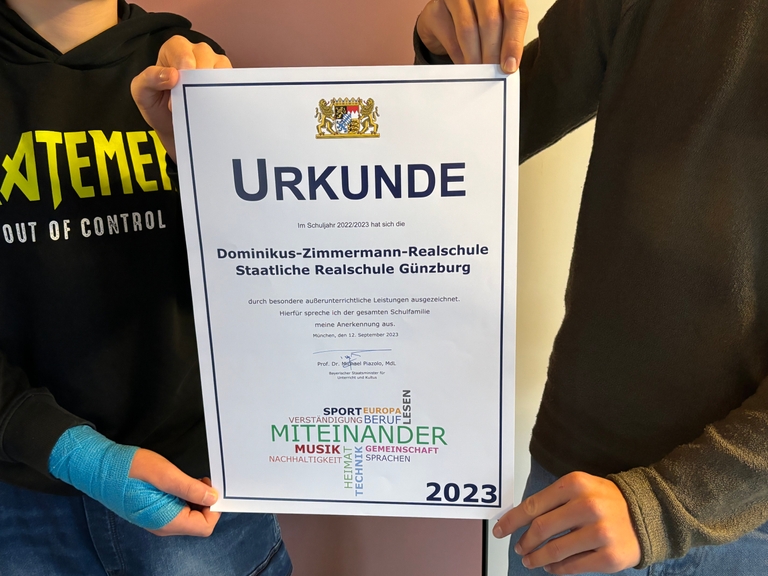 ATEMEN
OUT OF CONTROL
URKUNDE
Im Schuljahr 2022/2023 hat sich die
Dominikus-Zimmermann-Realschule
Staatliche Realschule Günzburg
durch besondere außerunterrichtliche Leistungen ausgezeichnet.
Hierfür spreche ich der gesamten Schulfamilie
meine Anerkennung aus.
München, den 12. September 2023
Prof. Dr. Michael Piazolo, MdL
Bayerischer Staatsminister für
Unterricht und Kultus
SPORT EUROPA LESEN
VERSTÄNDIGUNG BERUF
MITEINANDER
MUSIK GEMEINSCHAFT
NACHHALTIGKEIT HEIMAT TECHNIK SPRACHEN
2023